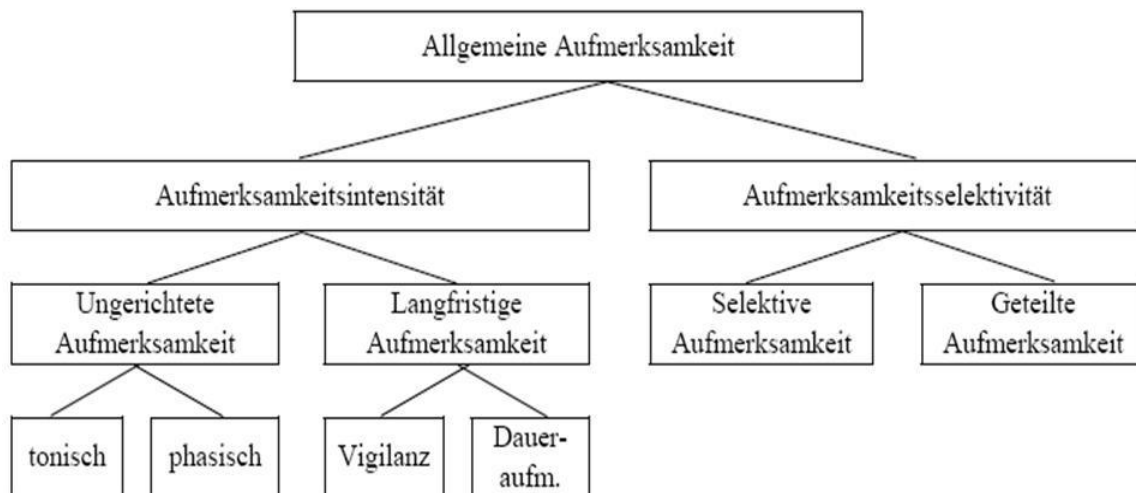 Allgemeine Aufmerksamkeit
Aufmerksamkeitsintensität
Aufmerksamkeitsselektivität
Ungerichtete
Aufmerksamkeit
Langfristige
Aufmerksamkeit
Selektive
Aufmerksamkeit
Geteilte
Aufmerksamkeit
tonisch
phasisch
Vigilanz
Dauer-
aufm.